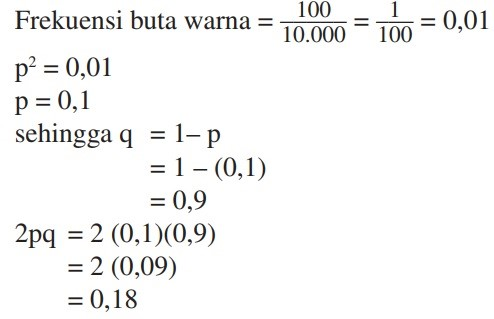 Frekuensi buta warna = 100/10.000 = 1/100 = 0,01
p² = 0,01
p = 0,1
sehingga q = 1– p
= 1 – (0,1)
= 0,9
2pq = 2 (0,1)(0,9)
= 2 (0,09)
= 0,18